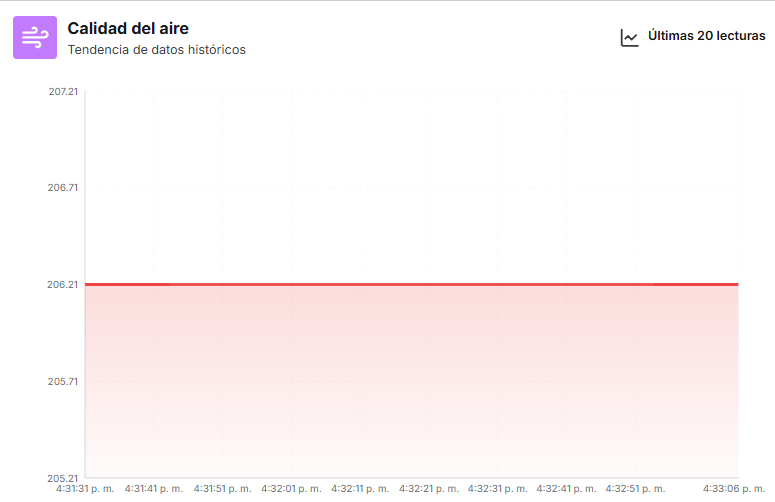 Calidad del aire
Tendencia de datos históricos
Últimas 20 lecturas
207.21
206.71
206.21
205.71
205.21
4:31:31 p. m. 4:31:41 p. m. 4:31:51 p. m. 4:32:01 p. m. 4:32:11 p. m. 4:32:21 p. m. 4:32:31 p. m. 4:32:41 p. m. 4:32:51 p. m. 4:33:06 p. m.